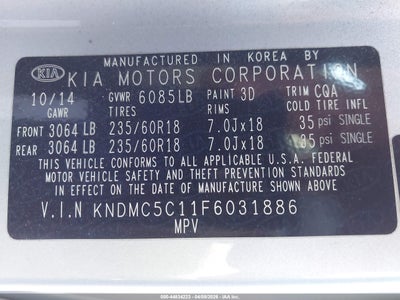 MANUFACTURED IN KOREA BY
KIA KIA MOTORS CORPORATION
10/14 GVWR 6085LB PAINT 3D TRIM CQA
GAWR TIRES RIMS COLD TIRE INFL
FRONT 3064 LB 235/60R18 7.0Jx18 35 psi SINGLE
REAR 3064 LB 235/60R18 7.0Jx18 35 psi SINGLE
THIS VEHICLE CONFORMS TO ALL APPLICABLE U.S.A. FEDERAL
MOTOR VEHICLE SAFETY AND THEFT PREVENTION STANDARDS
IN EFFECT ON THE DATE OF MANUFACTURE SHOWN ABOVE
V.I.N KNDMC5C11F6031886
MPV